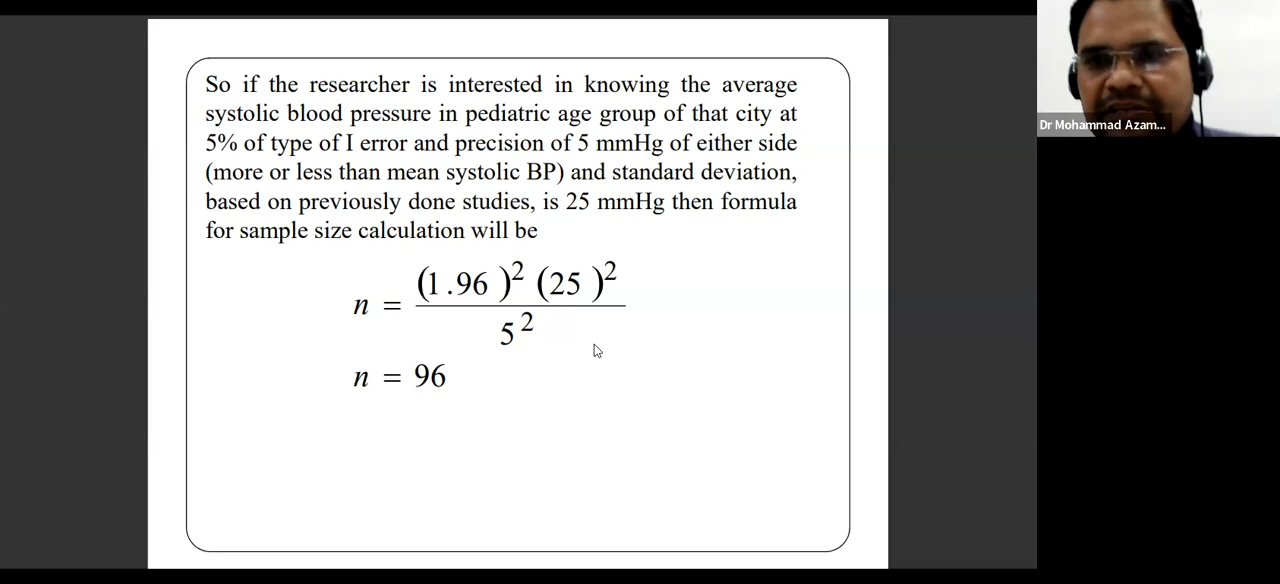 So if the researcher is interested in knowing the average
systolic blood pressure in pediatric age group of that city at
5% of type of I error and precision of 5 mmHg of either side
(more or less than mean systolic BP) and standard deviation,
based on previously done studies, is 25 mmHg then formula
for sample size calculation will be
n = (1.96)² (25)² / 5²
n = 96
Dr Mohammad Azam...